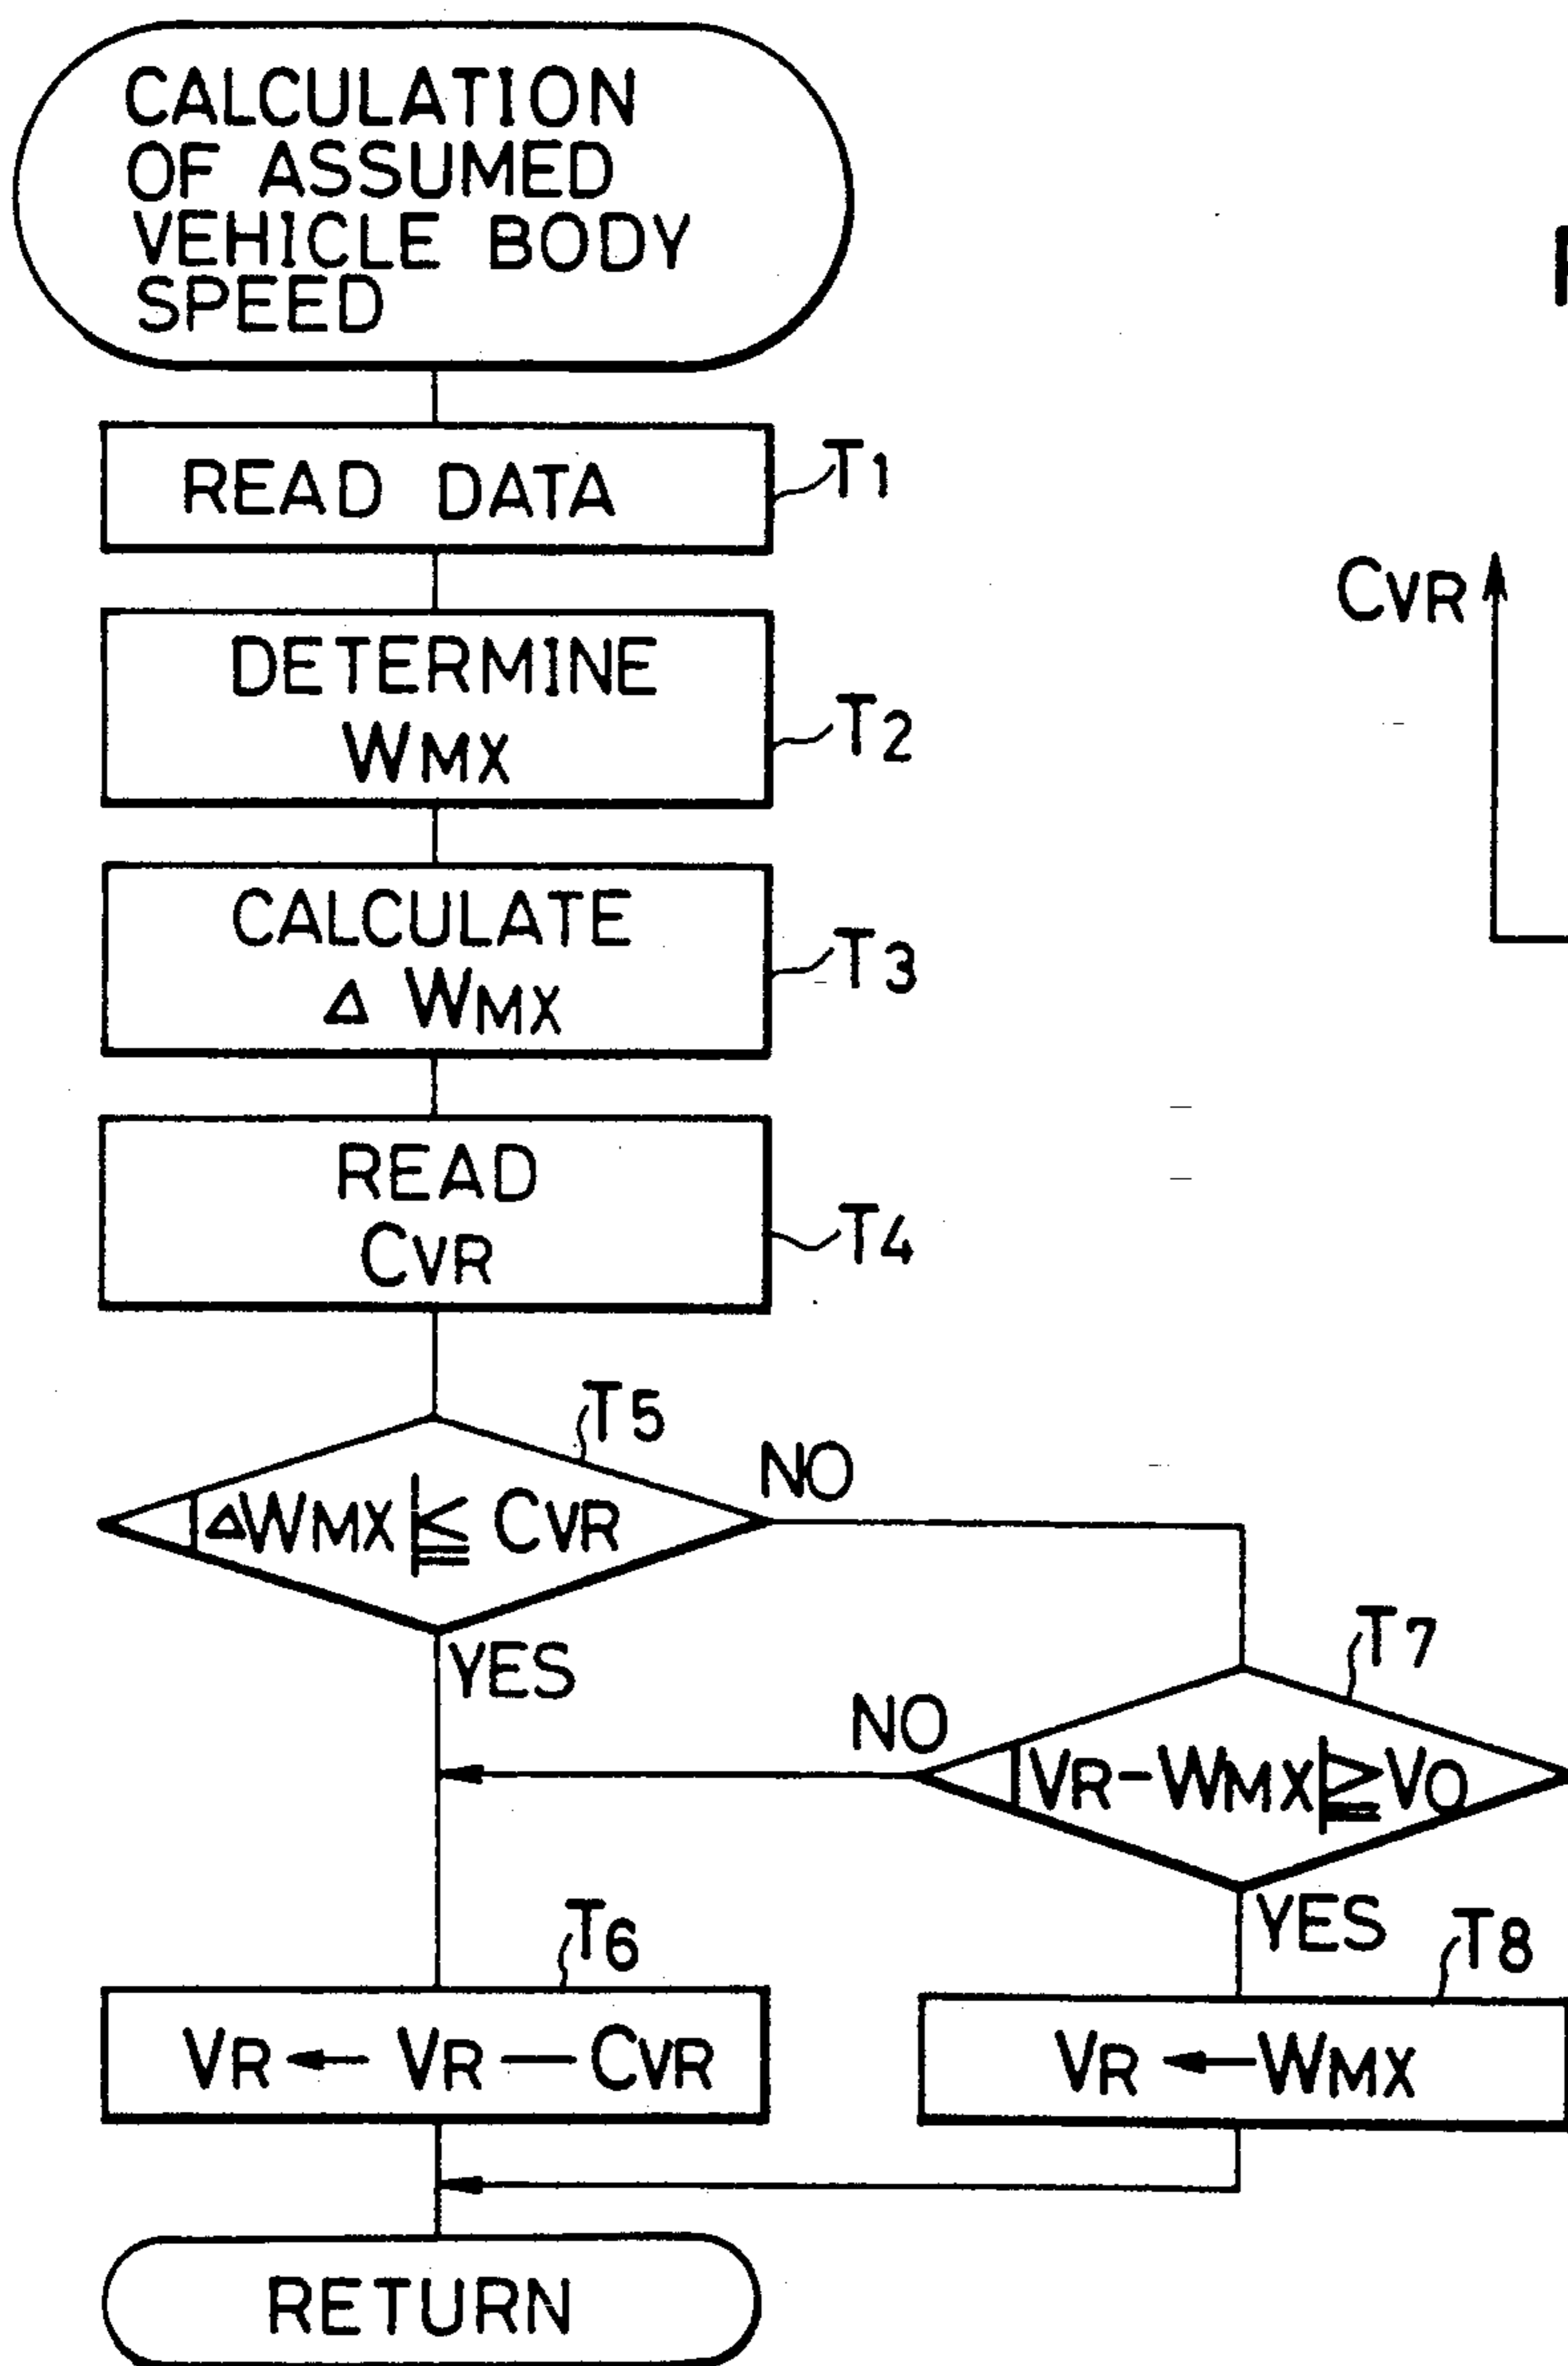 CALCULATION
OF ASSUMED
VEHICLE BODY
SPEED
READ DATA
T1
DETERMINE
WMX
T2
CALCULATE
Δ WMX
T3
READ
CVR
T4
T5
|ΔWMX|≦ CVR
NO
YES
T7
NO
|VR-WMX|≧VO
YES
T6
VR ← VR — CVR
T8
VR ← WMX
RETURN
CVR